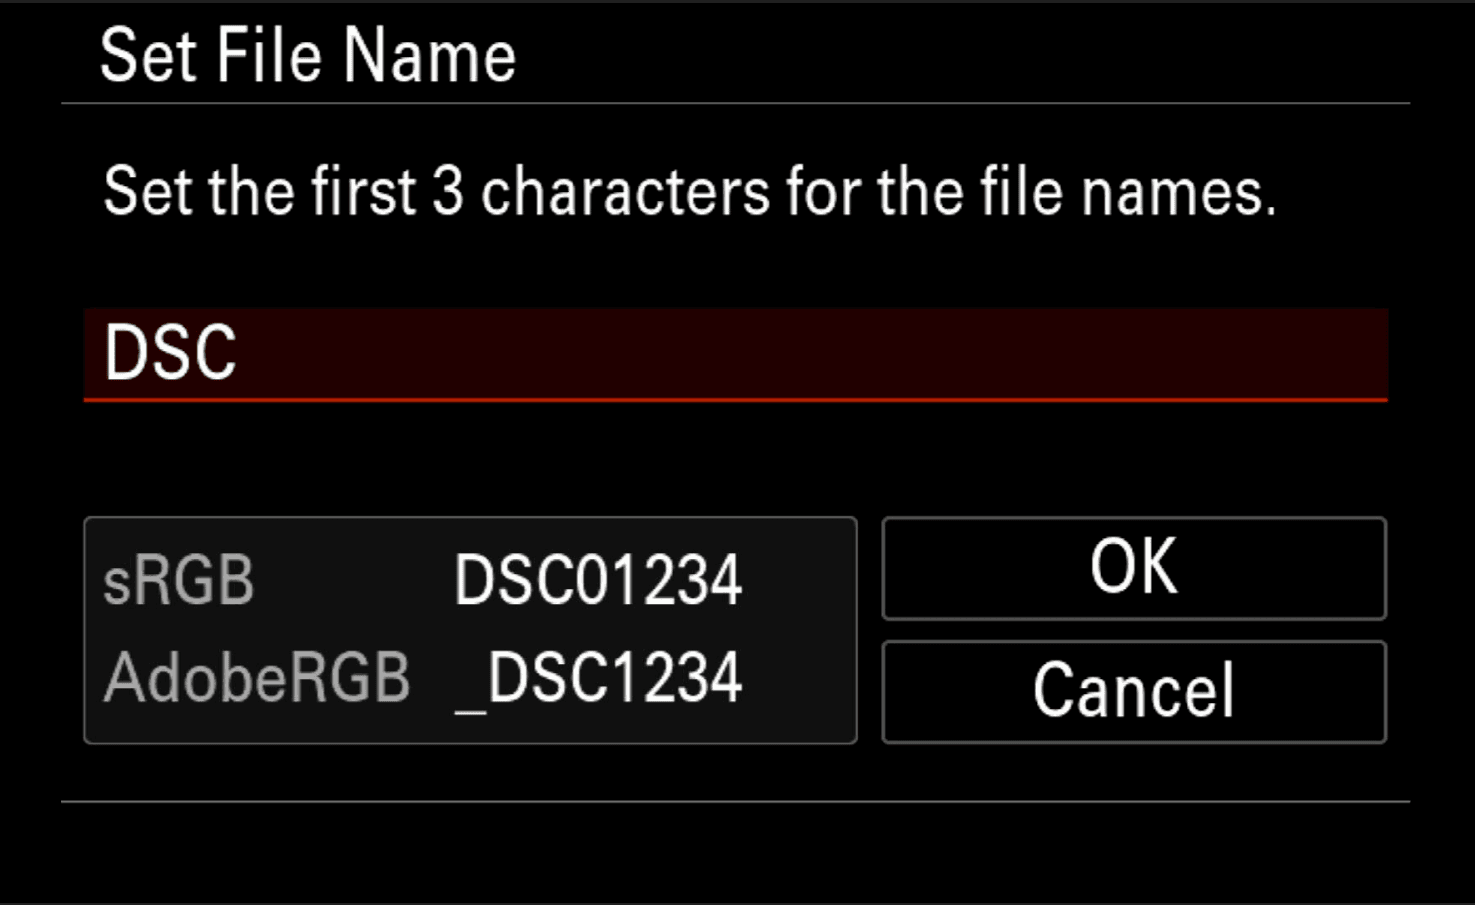 Set File Name
Set the first 3 characters for the file names.
DSC
sRGB DSC01234
AdobeRGB _DSC1234
OK
Cancel